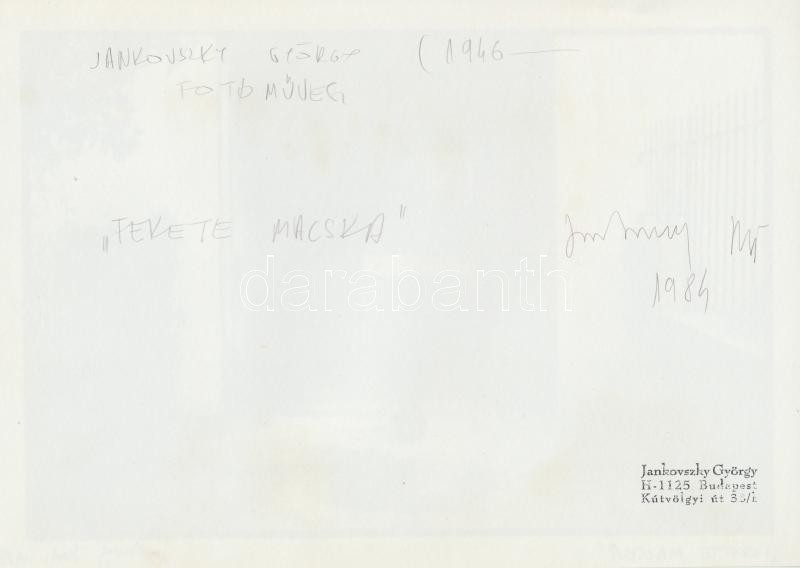 JANKOVSZKY GYÖRGY (1946 —
FOTÓMŰVEG
„FEKETE MACSKA”
1984
darabanth
Jankovszky György
H-1125 Budapest
Kútvölgyi út